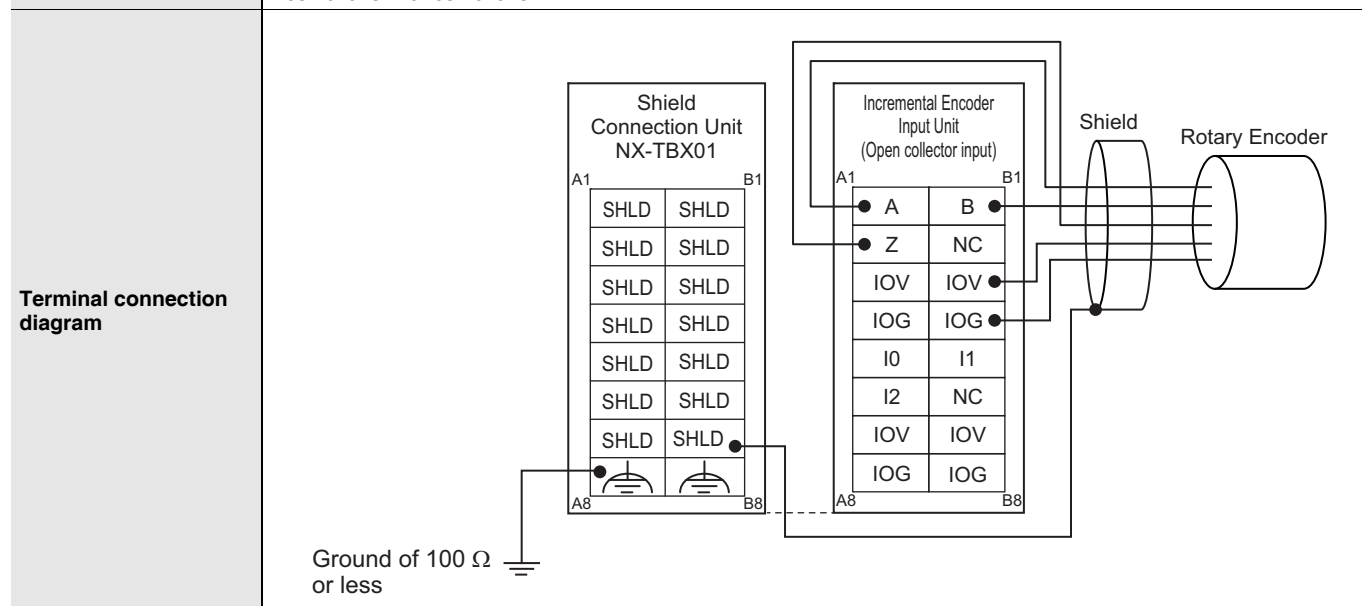 Terminal connection
diagram
Shield
Connection Unit
NX-TBX01
A1 B1
SHLD SHLD
SHLD SHLD
SHLD SHLD
SHLD SHLD
SHLD SHLD
SHLD SHLD
SHLD SHLD
A8 B8
Ground of 100 Ω
or less
Incremental Encoder
Input Unit
(Open collector input)
A1 B1
A B
Z NC
IOV IOV
IOG IOG
I0 I1
I2 NC
IOV IOV
IOG IOG
A8 B8
Shield
Rotary Encoder